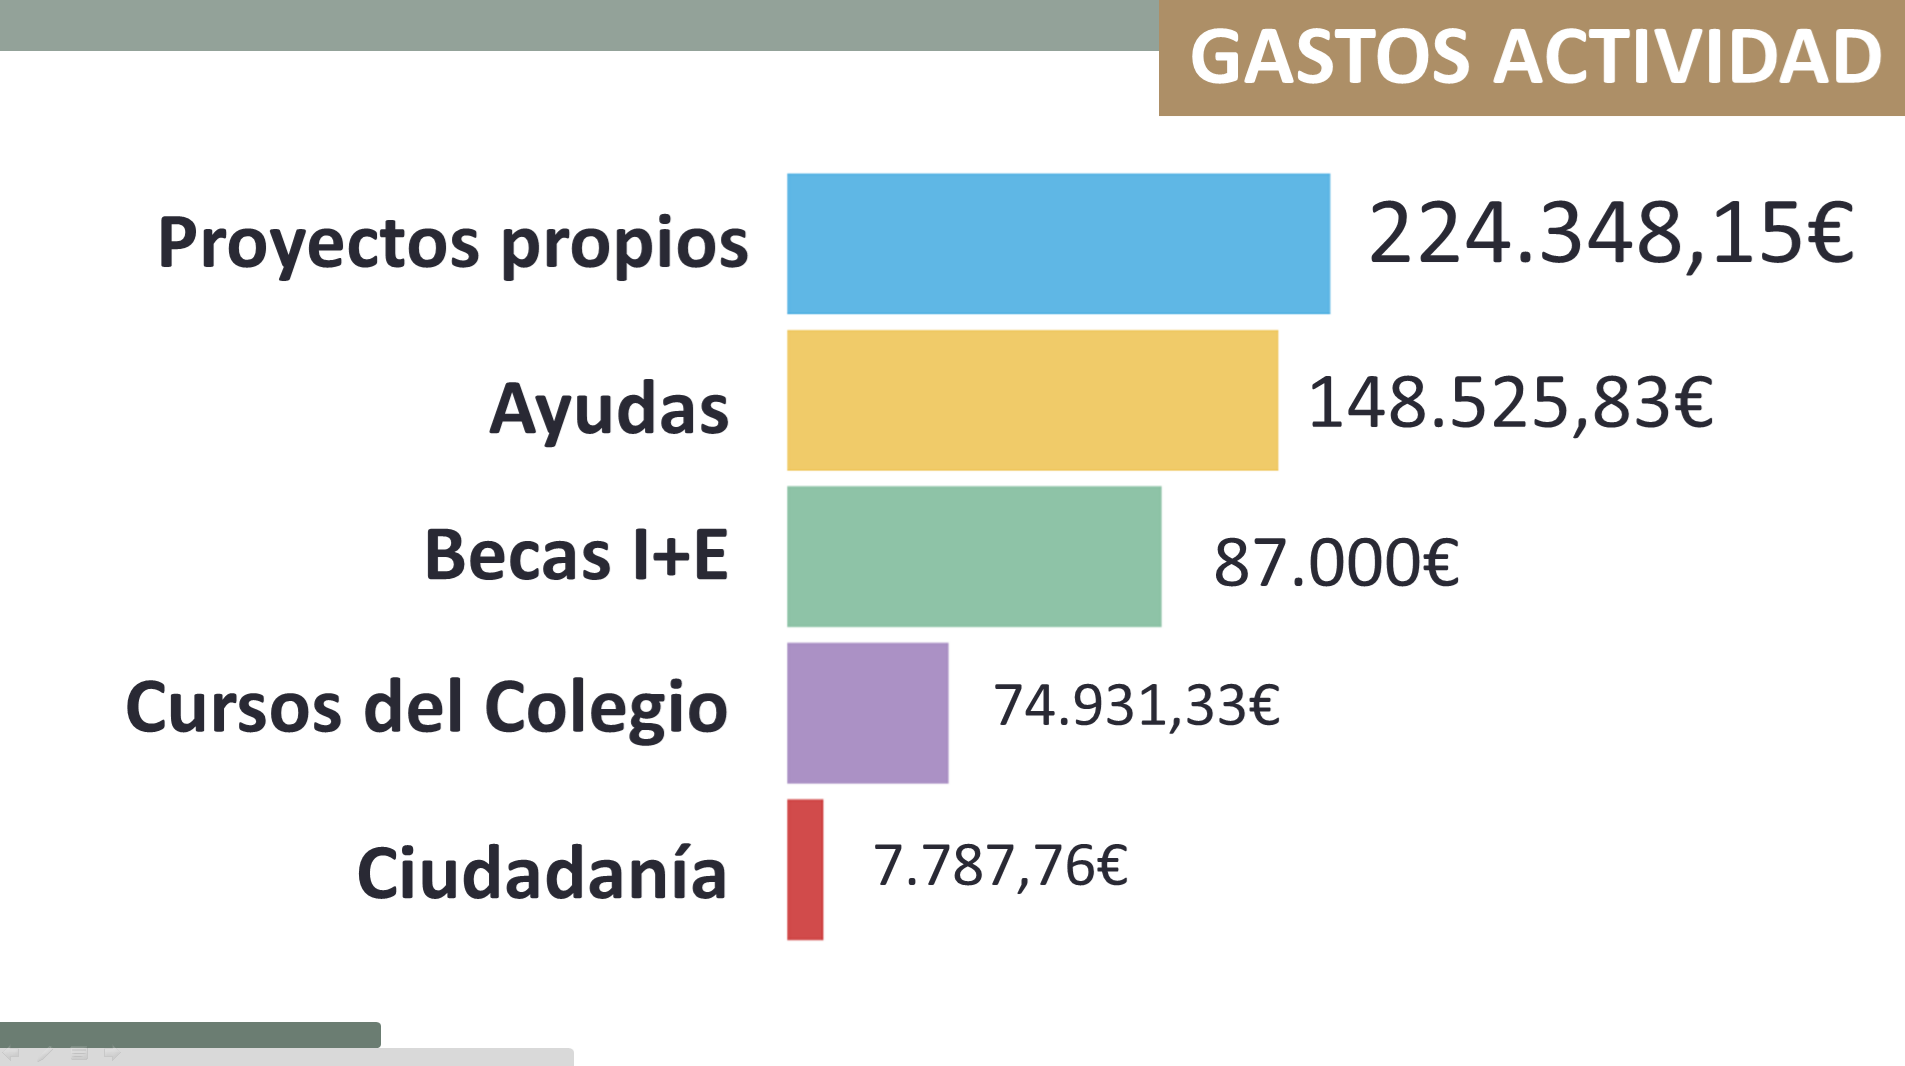 GASTOS ACTIVIDAD
Proyectos propios 224.348,15€
Ayudas 148.525,83€
Becas I+E 87.000€
Cursos del Colegio 74.931,33€
Ciudadanía 7.787,76€